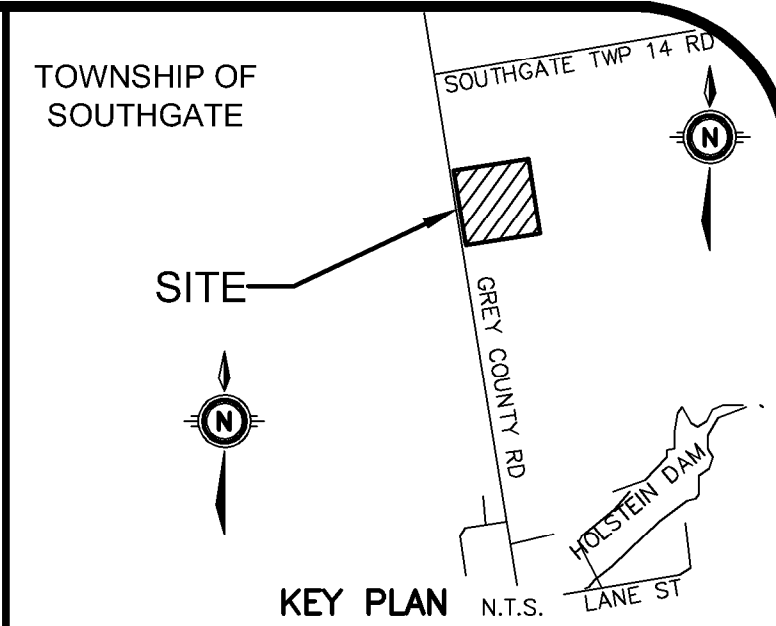 TOWNSHIP OF
SOUTHGATE
SOUTHGATE TWP 14 RD
N
SITE
GREY COUNTY RD
N
HOLSTEIN DAM
KEY PLAN N.T.S.
LANE ST